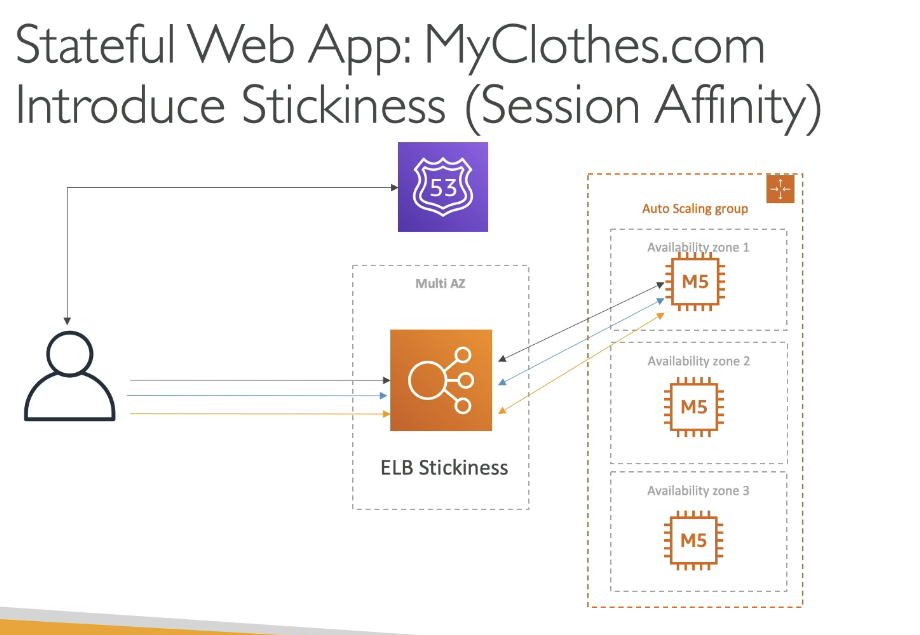 Stateful Web App: MyClothes.com
Introduce Stickiness (Session Affinity)
53
Auto Scaling group
Availability zone 1
M5
Multi AZ
Availability zone 2
M5
ELB Stickiness
Availability zone 3
M5